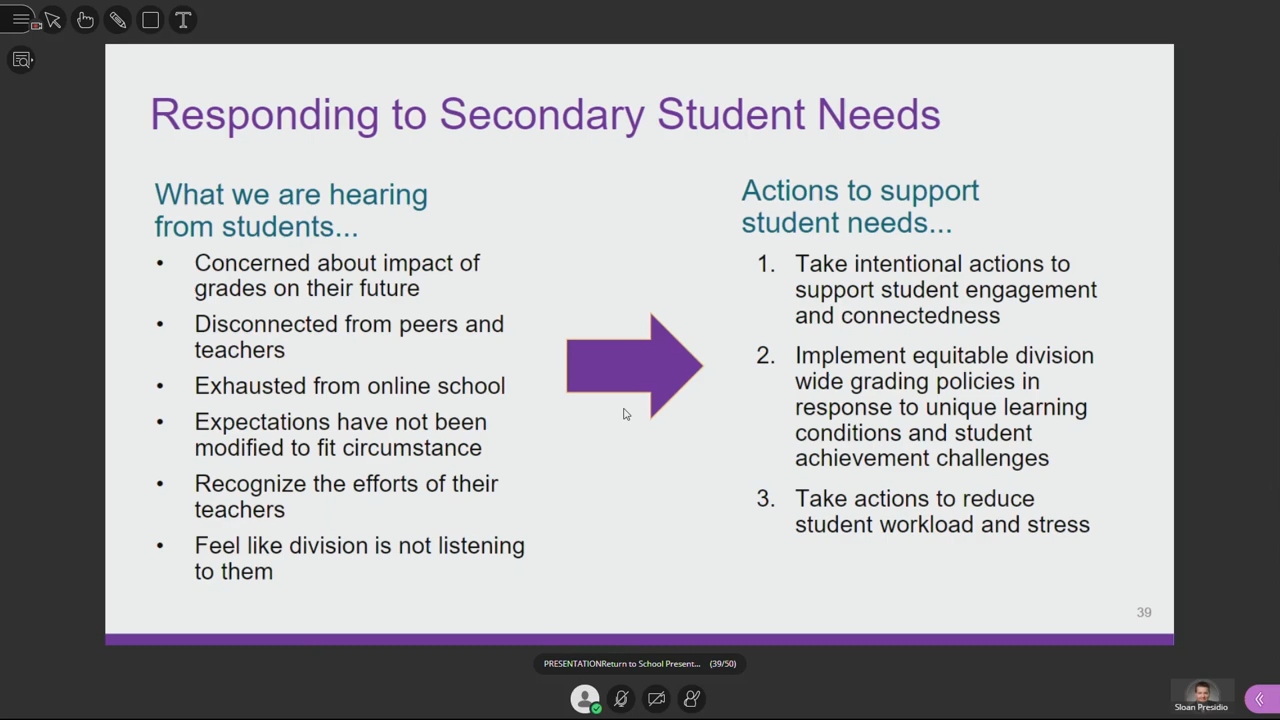 Responding to Secondary Student Needs
What we are hearing
from students...
• Concerned about impact of
grades on their future
• Disconnected from peers and
teachers
• Exhausted from online school
• Expectations have not been
modified to fit circumstance
• Recognize the efforts of their
teachers
• Feel like division is not listening
to them
Actions to support
student needs...
1. Take intentional actions to
support student engagement
and connectedness
2. Implement equitable division
wide grading policies in
response to unique learning
conditions and student
achievement challenges
3. Take actions to reduce
student workload and stress
39
PRESENTATIONReturn to School Present... (39/50)
Sloan Presidio